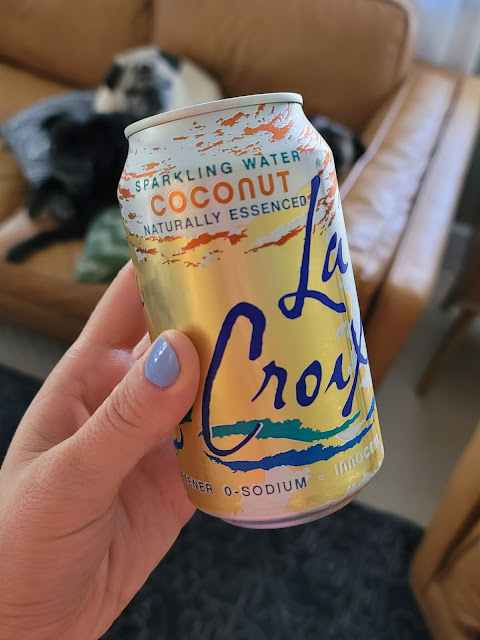 SPARKLING WATER
COCONUT
NATURALLY ESSENCED
La
Croix
0-SODIUM